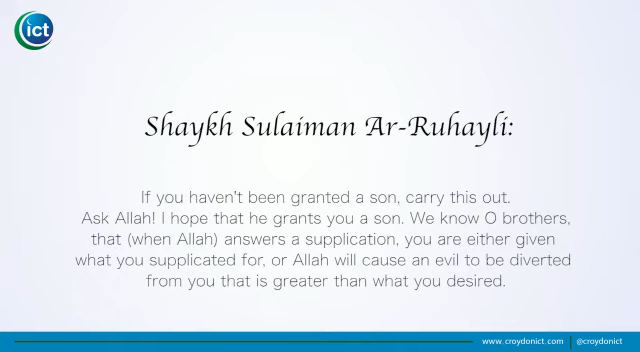 ict
Shaykh Sulaiman Ar-Ruhayli:
If you haven't been granted a son, carry this out.
Ask Allah! I hope that he grants you a son. We know O brothers,
that (when Allah) answers a supplication, you are either given
what you supplicated for, or Allah will cause an evil to be diverted
from you that is greater than what you desired.
www.croydonict.com | @croydonict